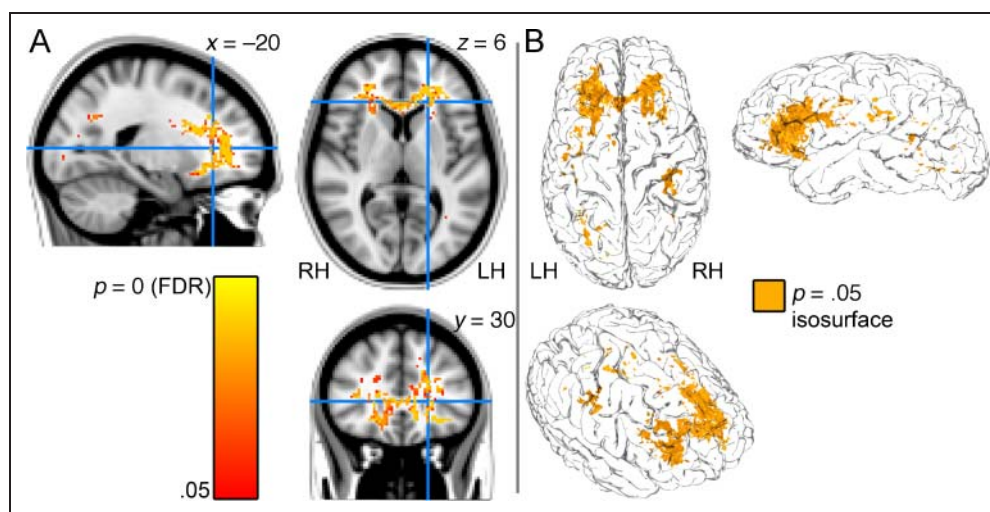 A
x = –20
z = 6
RH
LH
p = 0 (FDR)
.05
y = 30
B
LH
RH
p = .05
isosurface